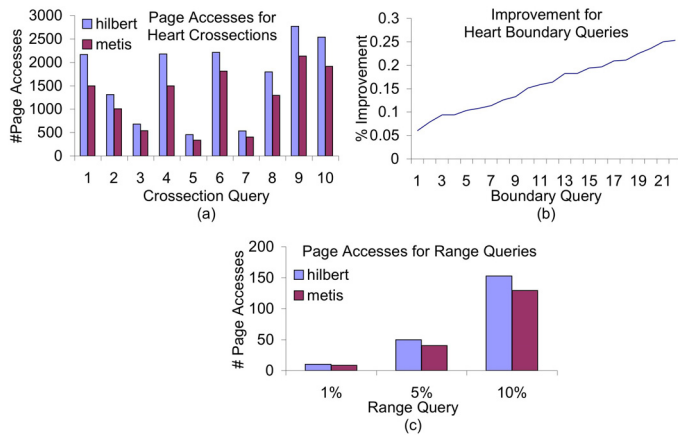 Page Accesses for
Heart Crossections
hilbert
metis
#Page Accesses
3000
2500
2000
1500
1000
500
0
1 2 3 4 5 6 7 8 9 10
Crossection Query
(a)
Improvement for
Heart Boundary Queries
% Improvement
0.3
0.25
0.2
0.15
0.1
0.05
0
1 3 5 7 9 11 13 15 17 19 21
Boundary Query
(b)
Page Accesses for Range Queries
hilbert
metis
# Page Accesses
200
150
100
50
0
1% 5% 10%
Range Query
(c)